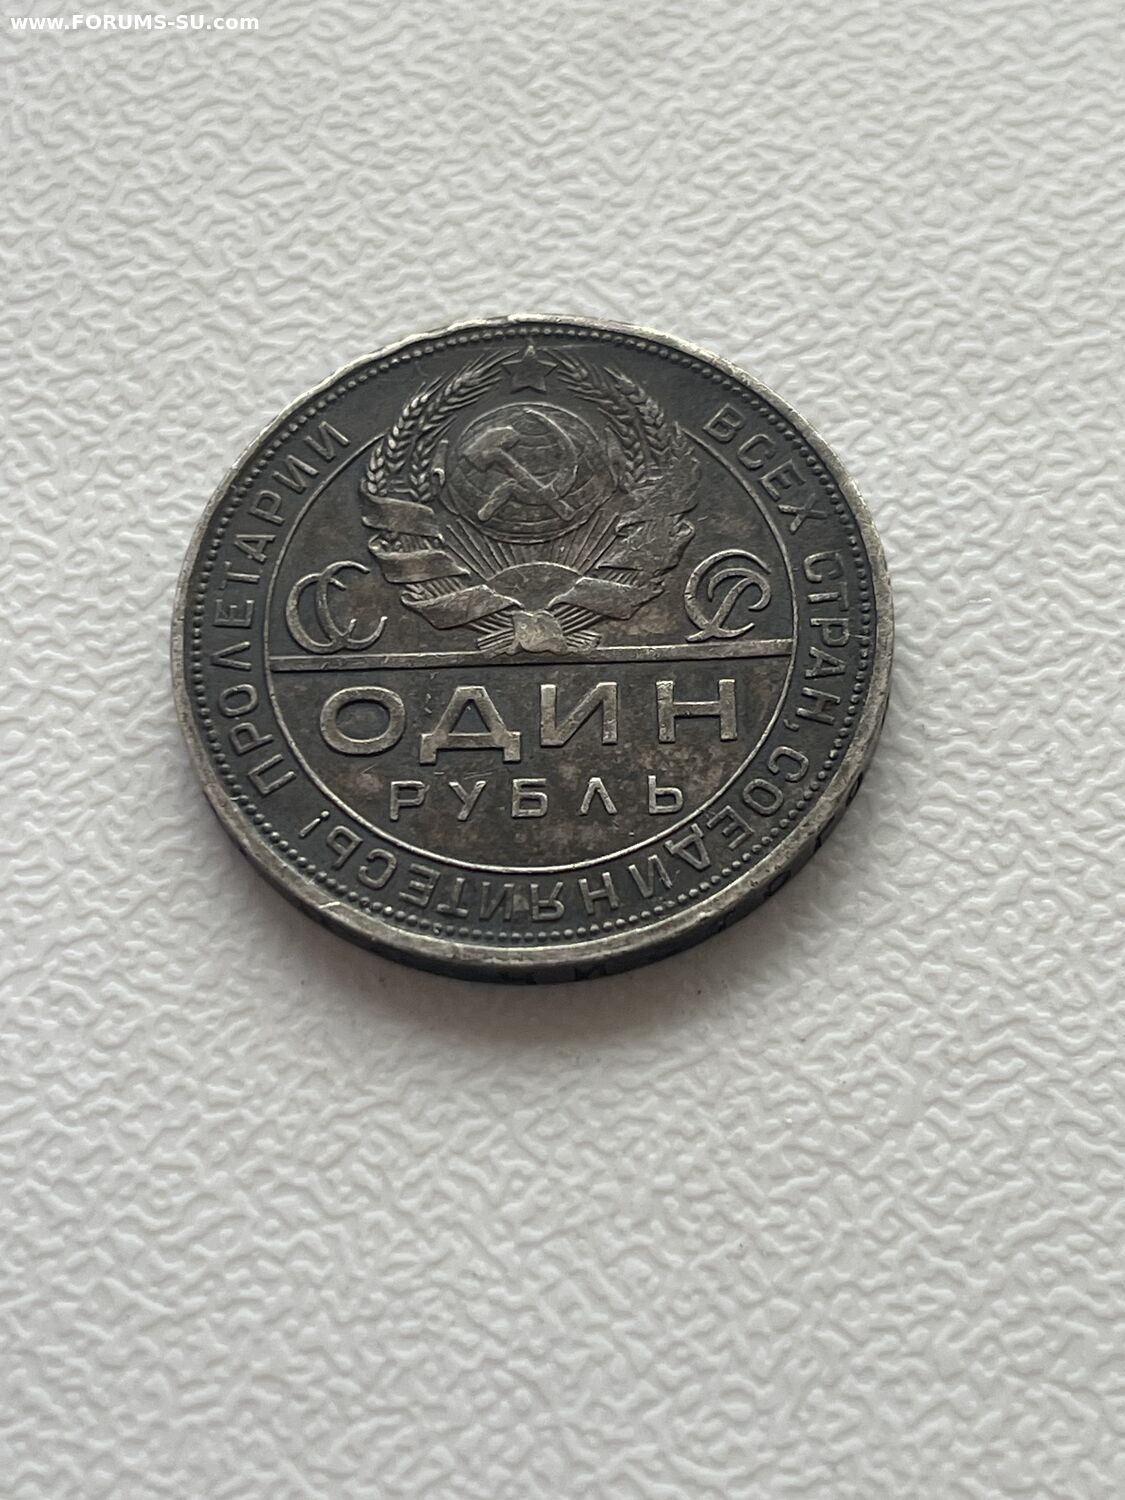 www.FORUMS-SU.com
ПРОЛЕТАРИИ ВСЕХ СТРАН, СОЕДИНЯЙТЕСЬ!
СС СР
ОДИН
РУБЛЬ